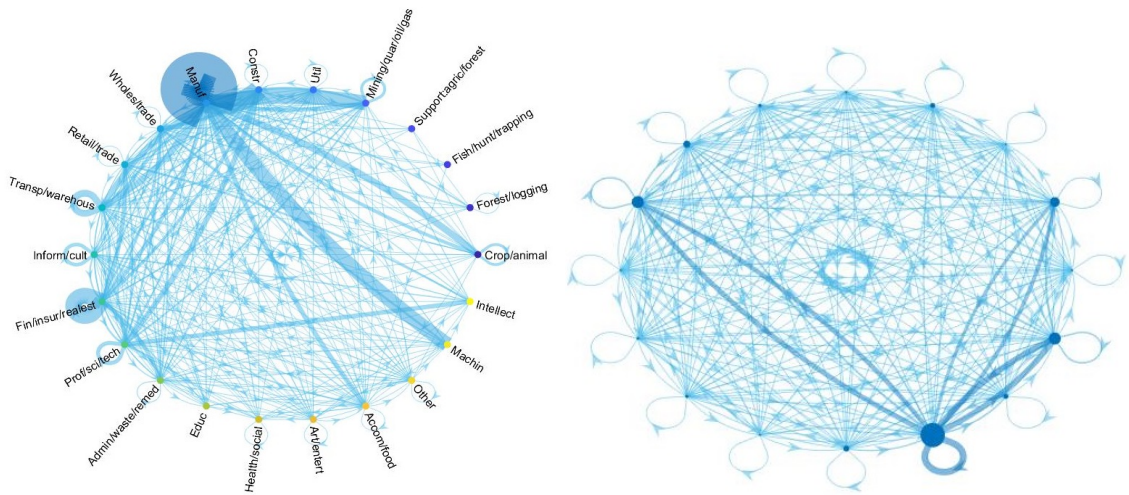 Manuf
Constr
Util
Mining/quar/oil/gas
Support:agric/forest
Fish/hunt/trapping
Forest/logging
Crop/animal
Intellect
Machin
Other
Accom/food
Art/entert
Health/social
Educ
Admin/waste/remed
Prof/sci/tech
Fin/insur/realest
Inform/cult
Transp/warehous
Retail/trade
Wholes/trade